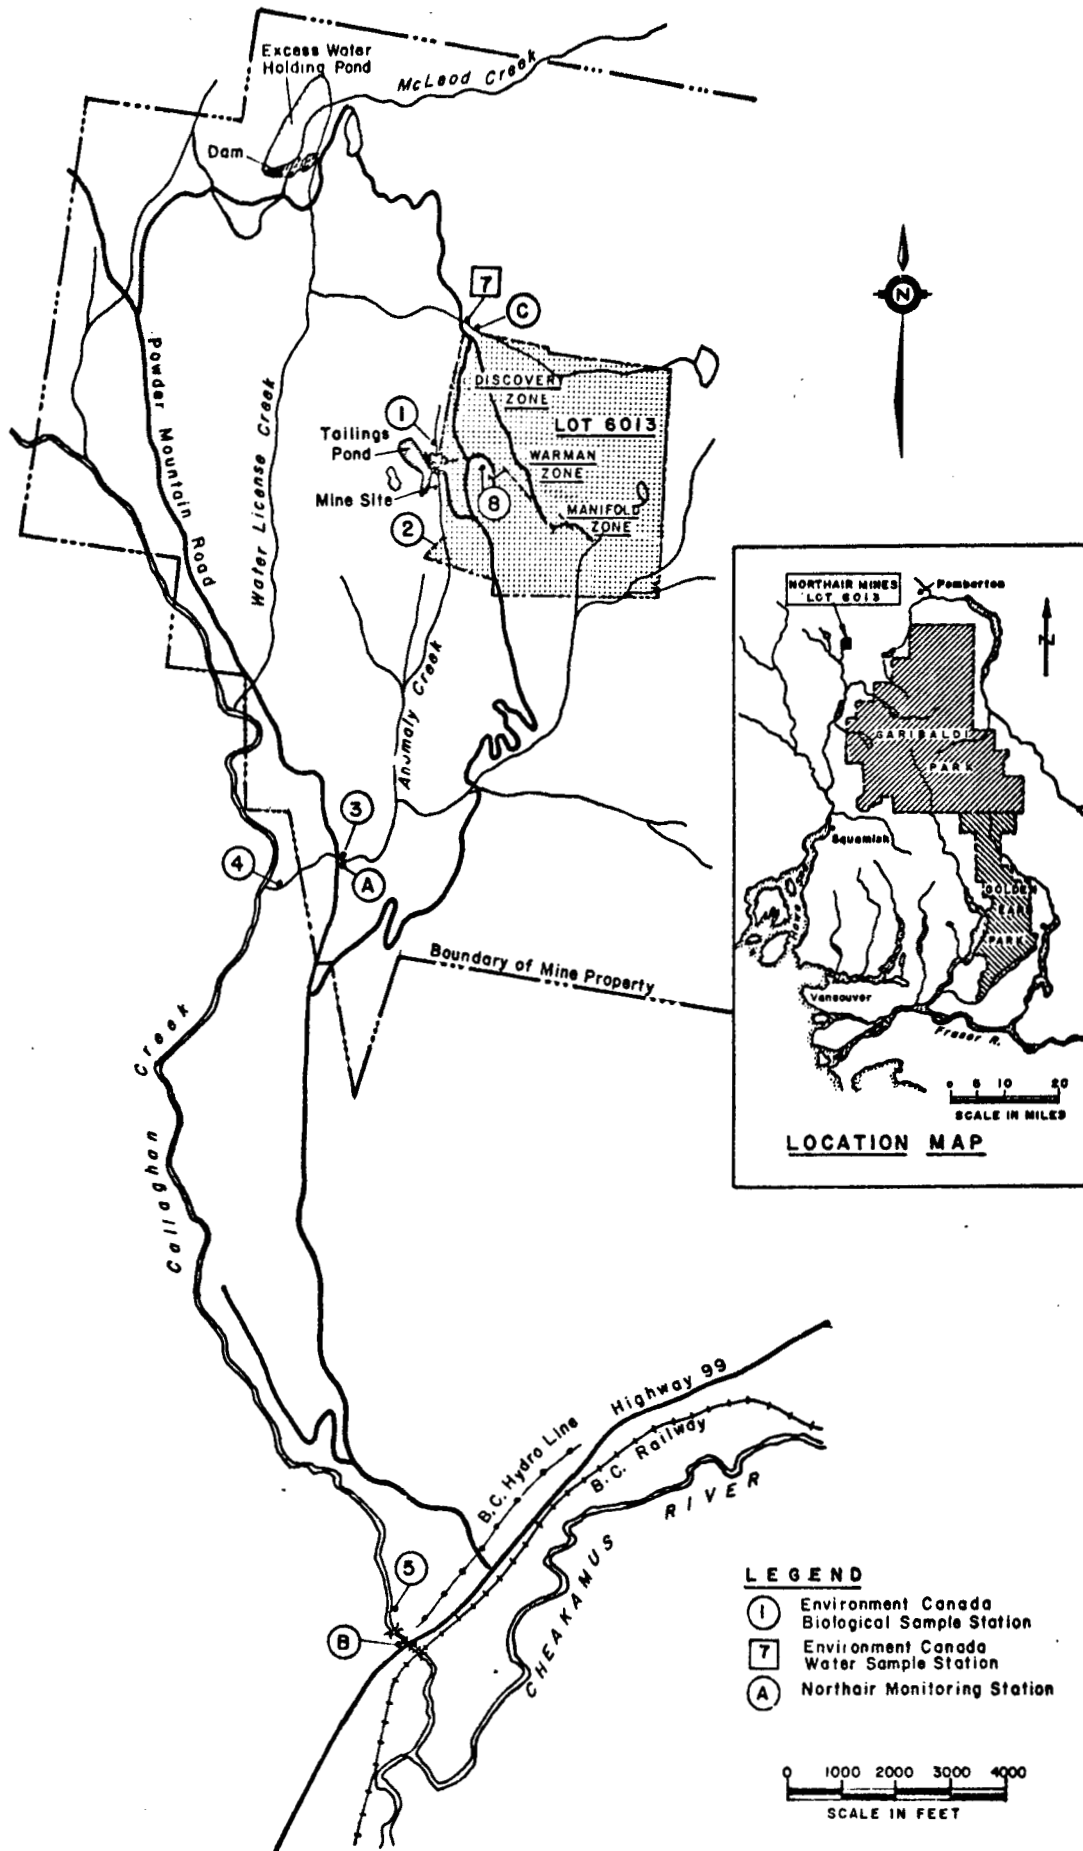 Excess Water
Holding Pond
McLeod Creek
Dam
7
C
Powder Mountain Road
Water License Creek
DISCOVERY
ZONE
1
LOT 6013
Tailings
Pond
WARMAN
ZONE
Mine Site
8
MANIFOLD
ZONE
2
Anomaly Creek
3
4
A
Boundary of Mine Property
Callaghan Creek
NORTHAIR MINES
LOT 6013
Pemberton
N
N
GARIBALDI
PARK
Squamish
Howe
GOLDEN
EARS
PARK
Vancouver
Fraser R.
0 5 10 20
SCALE IN MILES
LOCATION MAP
Highway 99
B.C. Hydro Line
B.C. Railway
CHEAKAMUS RIVER
5
B
LEGEND
1 Environment Canada
Biological Sample Station
7 Environment Canada
Water Sample Station
A Northair Monitoring Station
0 1000 2000 3000 4000
SCALE IN FEET